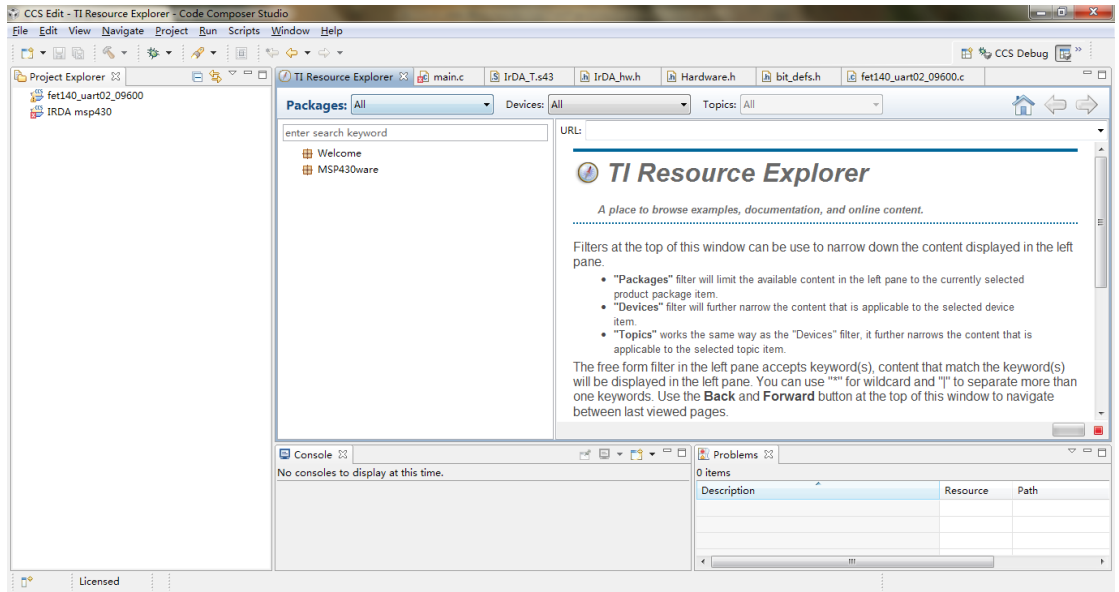 CCS Edit - TI Resource Explorer - Code Composer Studio
File Edit View Navigate Project Run Scripts Window Help
CCS Debug »
Project Explorer
TI Resource Explorer main.c IrDA_T.s43 IrDA_hw.h Hardware.h bit_defs.h fet140_uart02_09600.c
fet140_uart02_09600
IRDA msp430
Packages: All Devices: All Topics: All
enter search keyword
URL:
Welcome
MSP430ware
TI Resource Explorer
A place to browse examples, documentation, and online content.
Filters at the top of this window can be use to narrow down the content displayed in the left
pane.
• "Packages" filter will limit the available content in the left pane to the currently selected
product package item.
• "Devices" filter will further narrow the content that is applicable to the selected device
item.
• "Topics" works the same way as the "Devices" filter, it further narrows the content that is
applicable to the selected topic item.
The free form filter in the left pane accepts keyword(s), content that match the keyword(s)
will be displayed in the left pane. You can use "*" for wildcard and "|" to separate more than
one keywords. Use the Back and Forward button at the top of this window to navigate
between last viewed pages.
Console
No consoles to display at this time.
Problems
0 items
Description Resource Path
Licensed